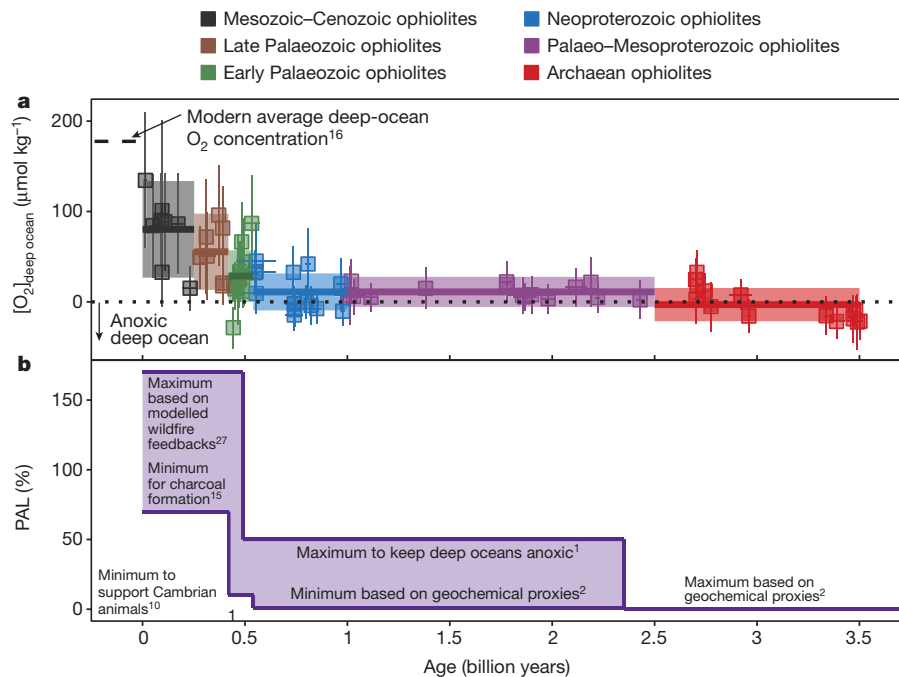 Mesozoic–Cenozoic ophiolites
Late Palaeozoic ophiolites
Early Palaeozoic ophiolites
Neoproterozoic ophiolites
Palaeo–Mesoproterozoic ophiolites
Archaean ophiolites
a
200
100
0
[O₂]deep ocean (μmol kg⁻¹)
Modern average deep-ocean
O₂ concentration¹⁶
Anoxic
deep ocean
b
150
100
50
0
PAL (%)
Maximum
based on
modelled
wildfire
feedbacks²⁷
Minimum
for charcoal
formation¹⁵
Minimum to
support Cambrian
animals¹⁰
1
Maximum to keep deep oceans anoxic¹
Minimum based on geochemical proxies²
Maximum based on
geochemical proxies²
0
0.5
1
1.5
2
2.5
3
3.5
Age (billion years)